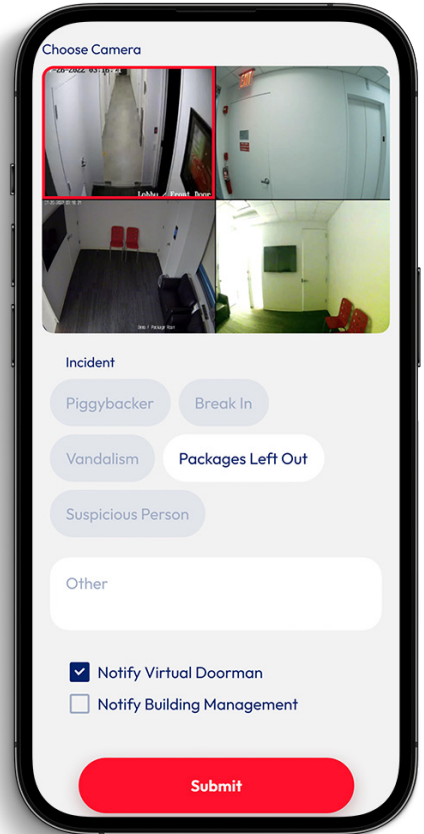 Choose Camera
EXIT
Lobby / Front Door
Incident
Piggybacker
Break In
Vandalism
Packages Left Out
Suspicious Person
Other
Notify Virtual Doorman
Notify Building Management
Submit